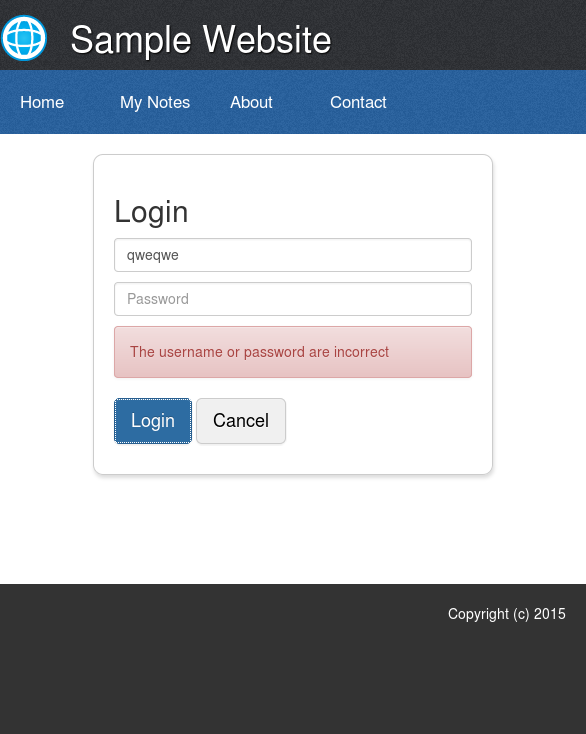 Sample Website
Home My Notes About Contact
Login
qweqwe
Password
The username or password are incorrect
Login Cancel
Copyright (c) 2015